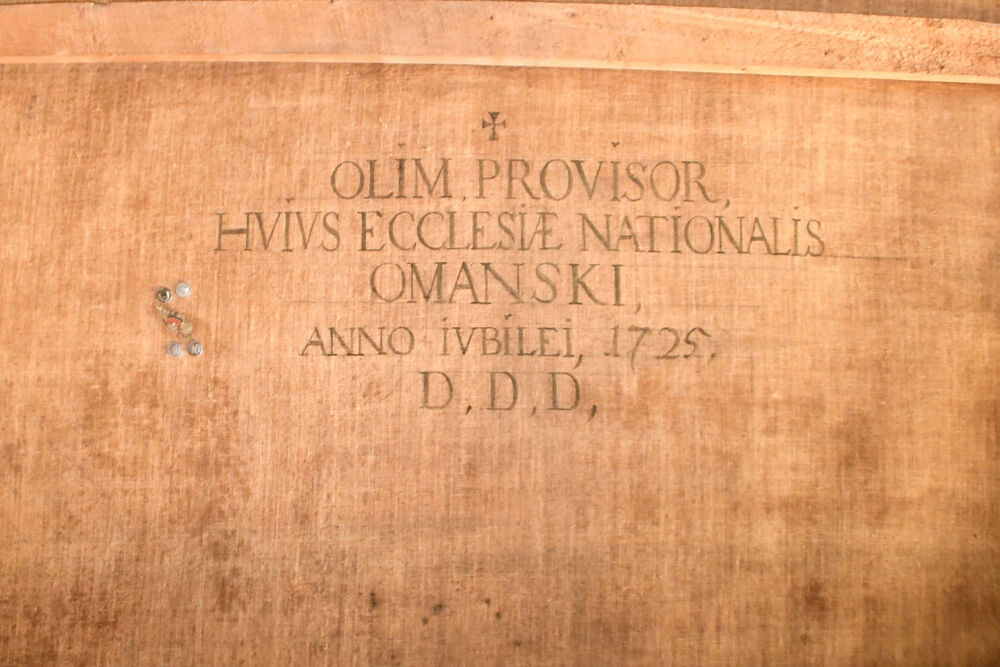 ✠
OLIM, PROVISOR,
HVIVS ECCLESIÆ NATIONALIS
OMANSKI,
ANNO IVBILEI, 1725,
D, D, D,